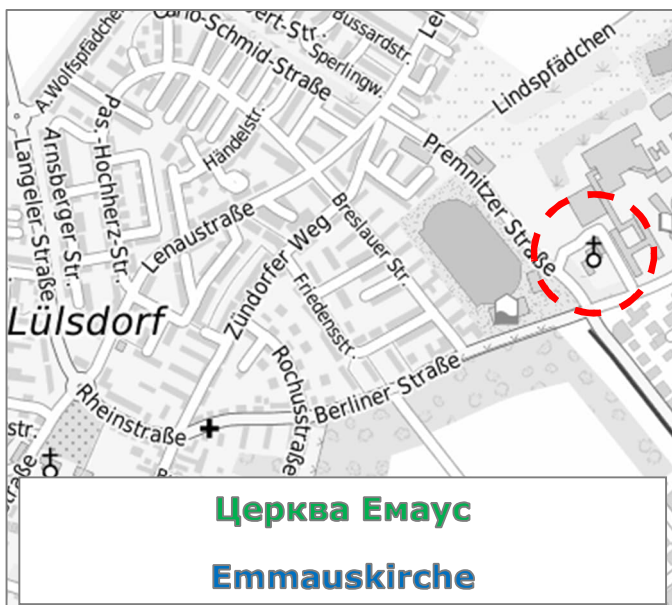 Carlo-Schmid-Straße
Bussardstr.
Sperlingw.
A.Wolfspfädchen
Pas.-Hochherz-Str.
Arnsberger Str.
Langeler Straße
Händelstr.
Lindspfädchen
Premnitzer Straße
Lenaustraße
Breslauer Str.
Zündorfer Weg
Friedensstr.
Lülsdorf
Rochusstraße
Berliner Straße
Rheinstraße
str.
Церква Емаус
Emmauskirche